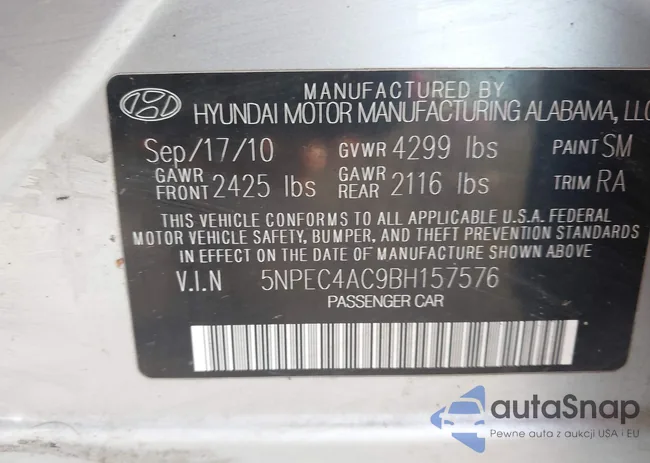 MANUFACTURED BY
HYUNDAI MOTOR MANUFACTURING ALABAMA, LLC
Sep/17/10 GVWR 4299 lbs PAINT SM
GAWR FRONT 2425 lbs GAWR REAR 2116 lbs TRIM RA
THIS VEHICLE CONFORMS TO ALL APPLICABLE U.S.A. FEDERAL
MOTOR VEHICLE SAFETY, BUMPER, AND THEFT PREVENTION STANDARDS
IN EFFECT ON THE DATE OF MANUFACTURE SHOWN ABOVE
V.I.N 5NPEC4AC9BH157576
PASSENGER CAR
autaSnap
Pewne auta z aukcji USA i EU